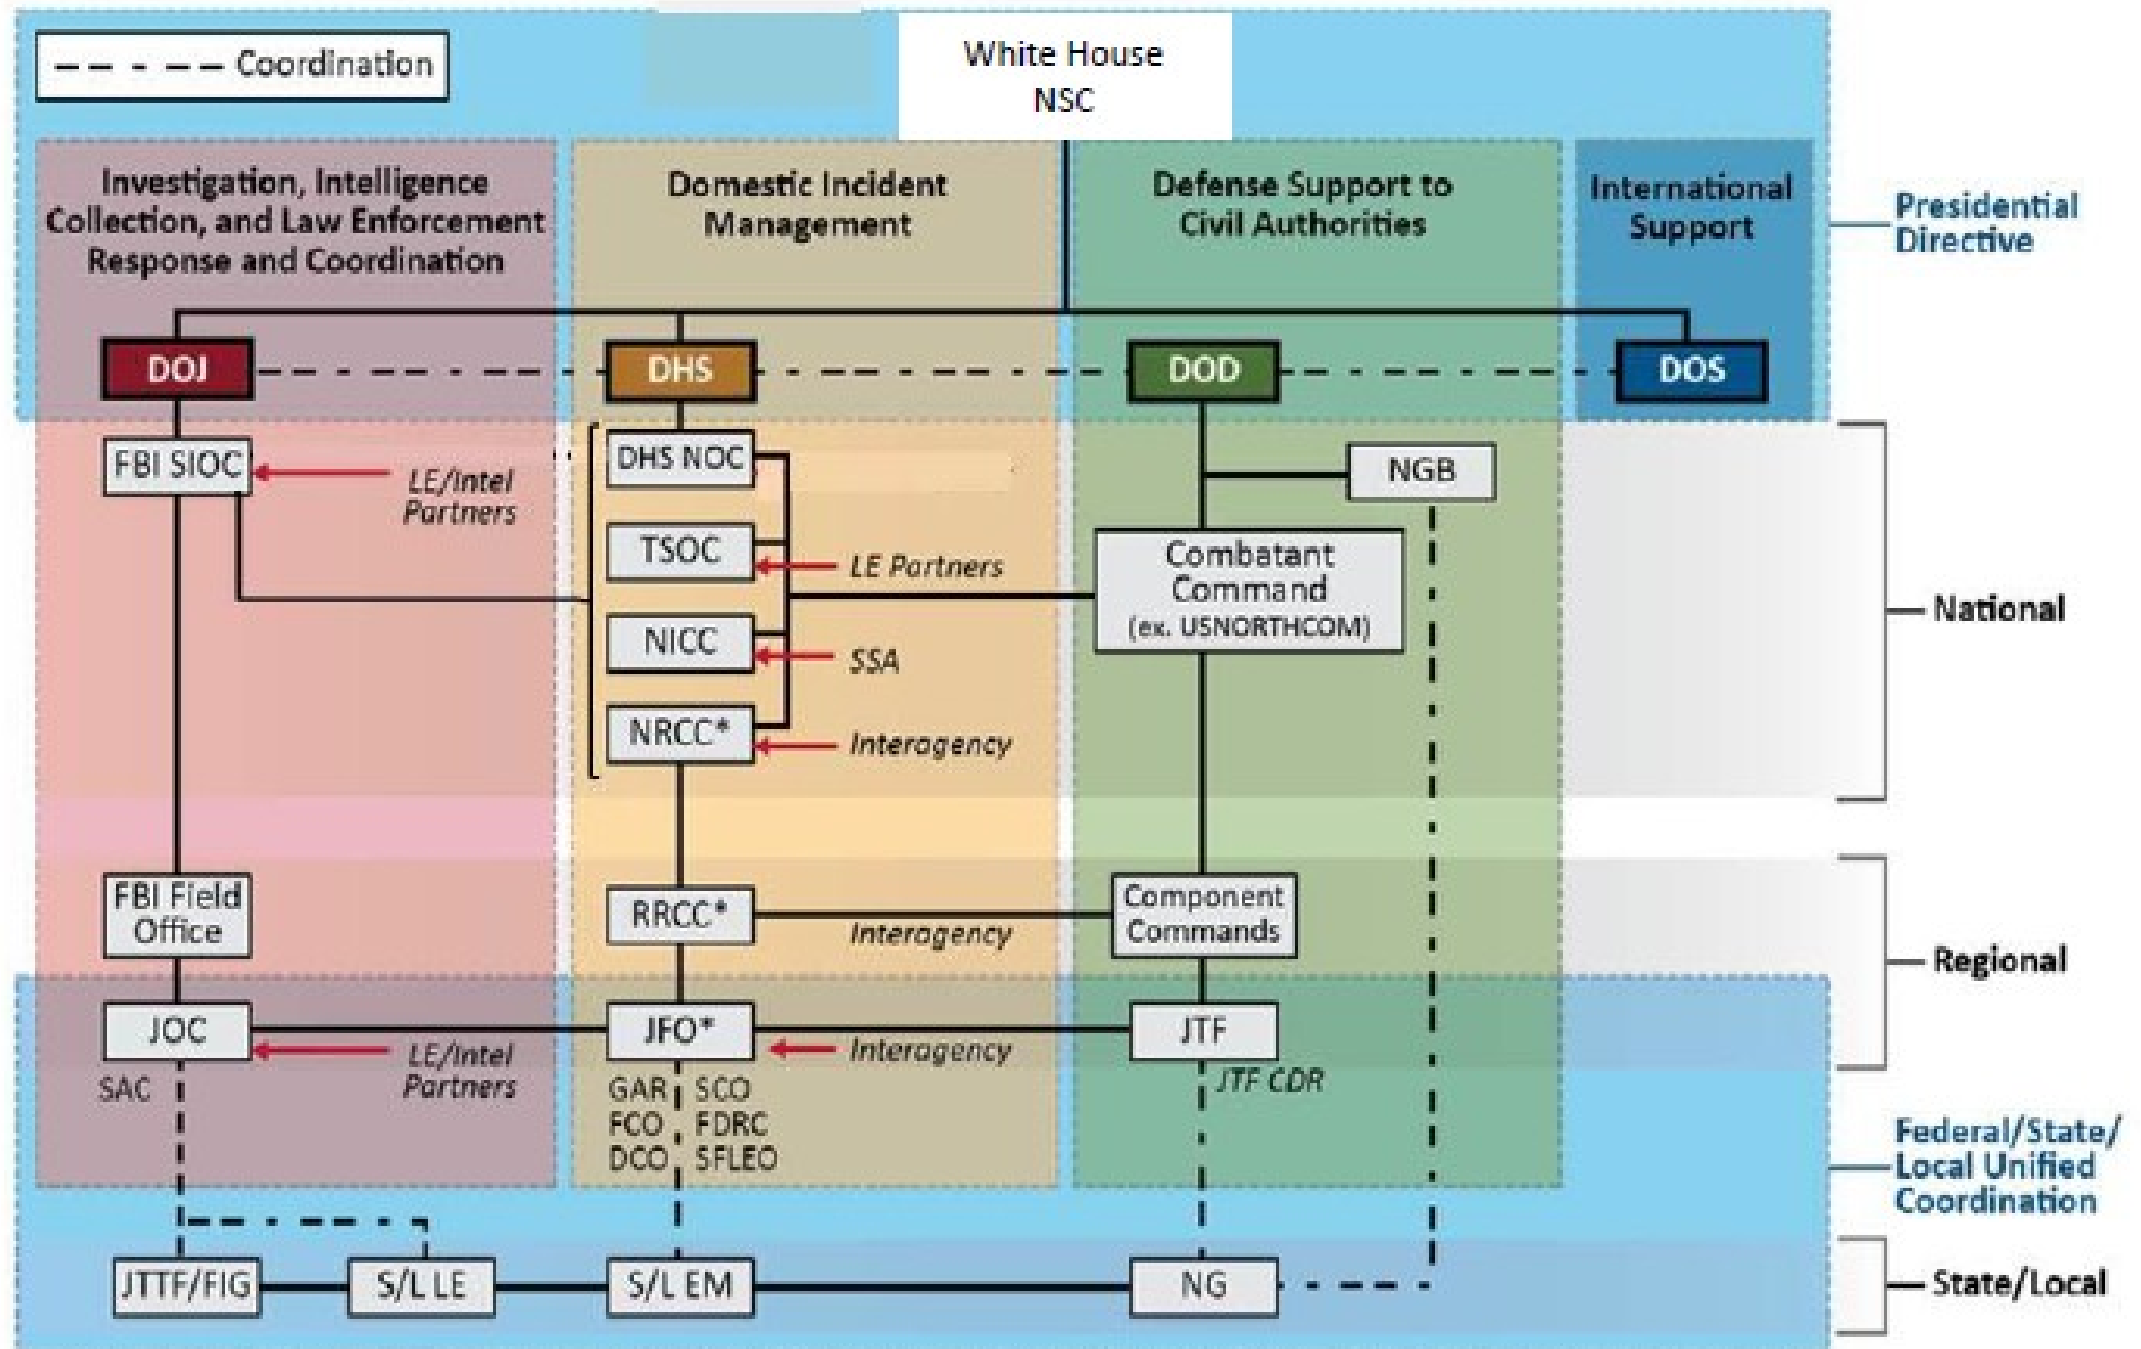 Coordination
White House
NSC
Investigation, Intelligence
Collection, and Law Enforcement
Response and Coordination
Domestic Incident
Management
Defense Support to
Civil Authorities
International
Support
Presidential
Directive
DOJ
DHS
DOD
DOS
FBI SIOC
LE/Intel
Partners
DHS NOC
NGB
TSOC
LE Partners
Combatant
Command
(ex. USNORTHCOM)
National
NICC
SSA
NRCC*
Interagency
FBI Field
Office
RRCC*
Interagency
Component
Commands
Regional
JOC
LE/Intel
Partners
JFO*
Interagency
JTF
SAC
GAR SCO
FCO FDRC
DCO SFLEO
JTF CDR
Federal/State/
Local Unified
Coordination
JTTF/FIG
S/L LE
S/L EM
NG
State/Local